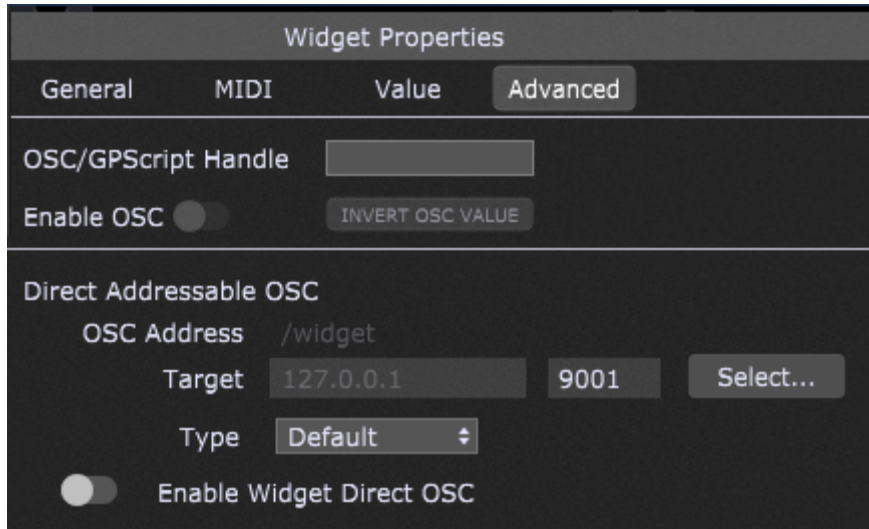 Widget Properties
General MIDI Value Advanced
OSC/GPScript Handle
Enable OSC INVERT OSC VALUE
Direct Addressable OSC
OSC Address /widget
Target 127.0.0.1 9001 Select...
Type Default
Enable Widget Direct OSC